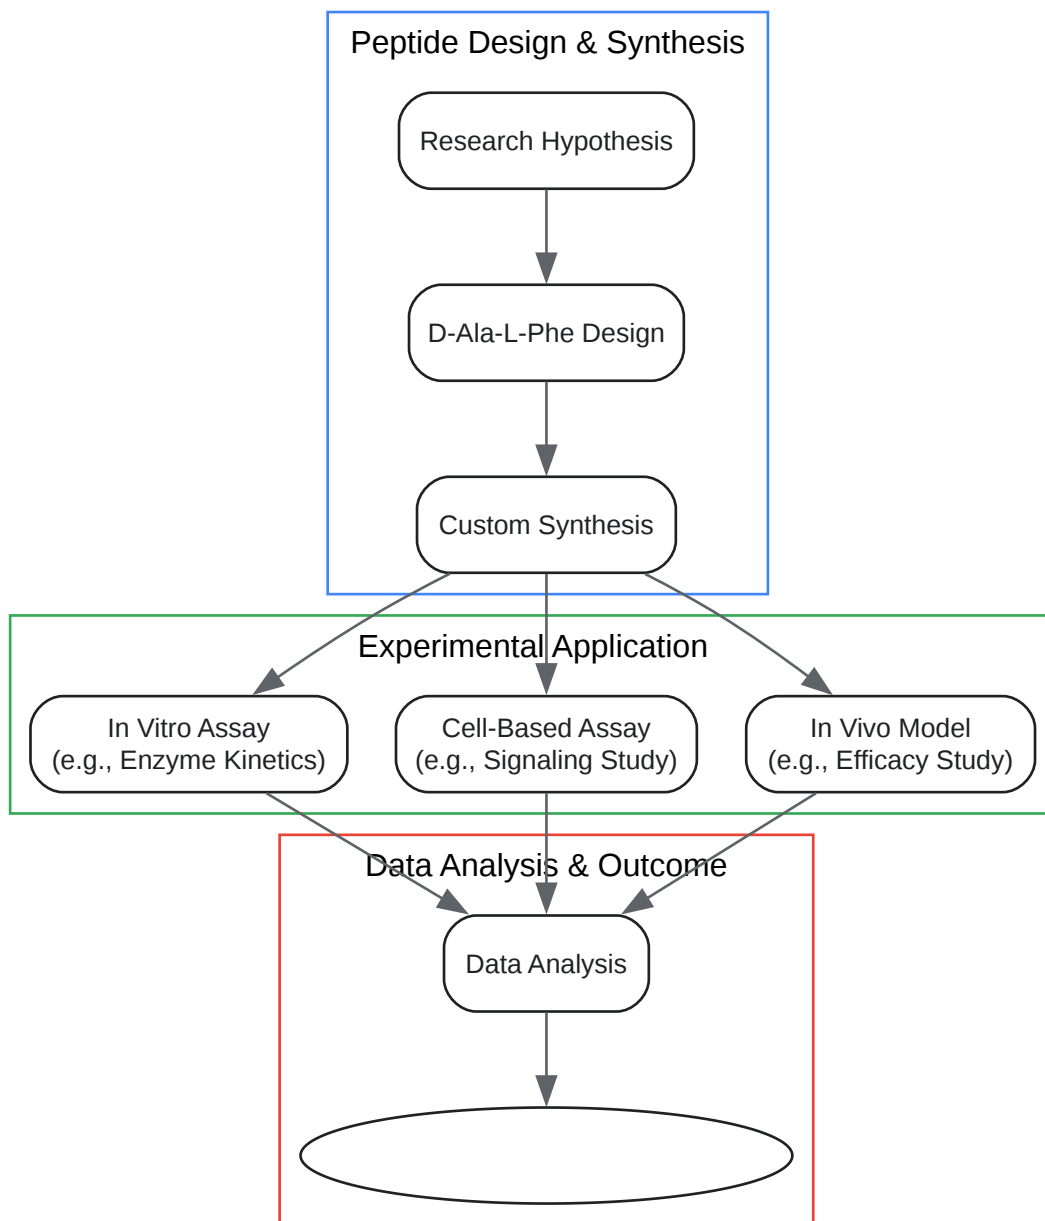 Peptide Design & Synthesis
Research Hypothesis
D-Ala-L-Phe Design
Custom Synthesis
Experimental Application
In Vitro Assay
(e.g., Enzyme Kinetics)
Cell-Based Assay
(e.g., Signaling Study)
In Vivo Model
(e.g., Efficacy Study)
Data Analysis & Outcome
Data Analysis